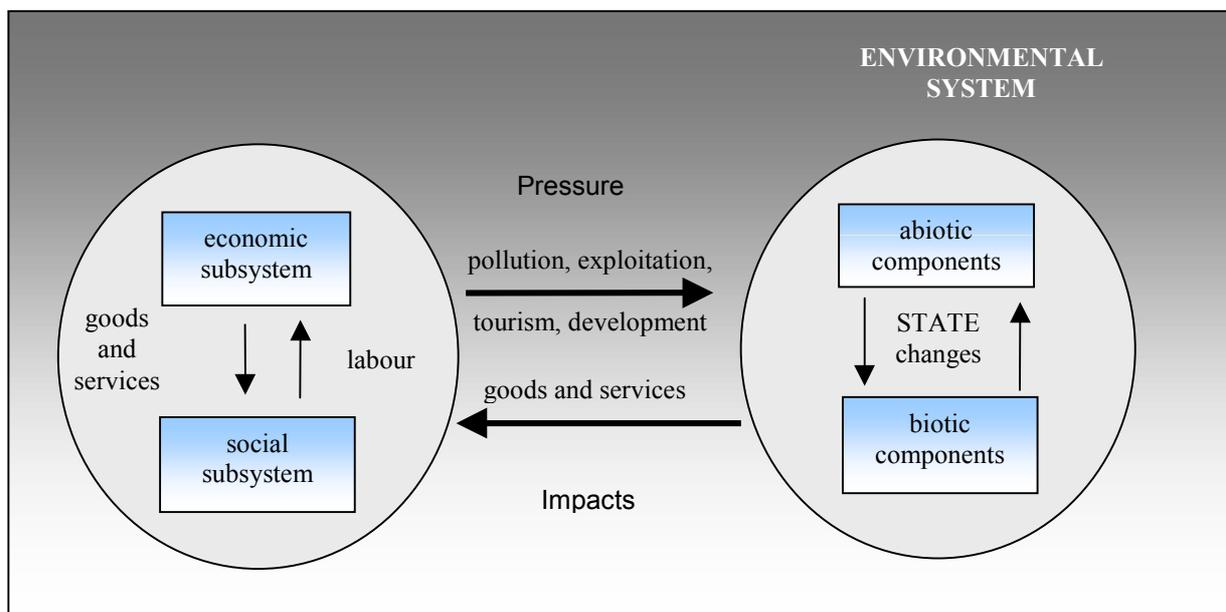 ENVIRONMENTAL
SYSTEM
Pressure
economic
subsystem
pollution, exploitation,
tourism, development
abiotic
components
goods
and
services
labour
STATE
changes
goods and services
social
subsystem
biotic
components
Impacts